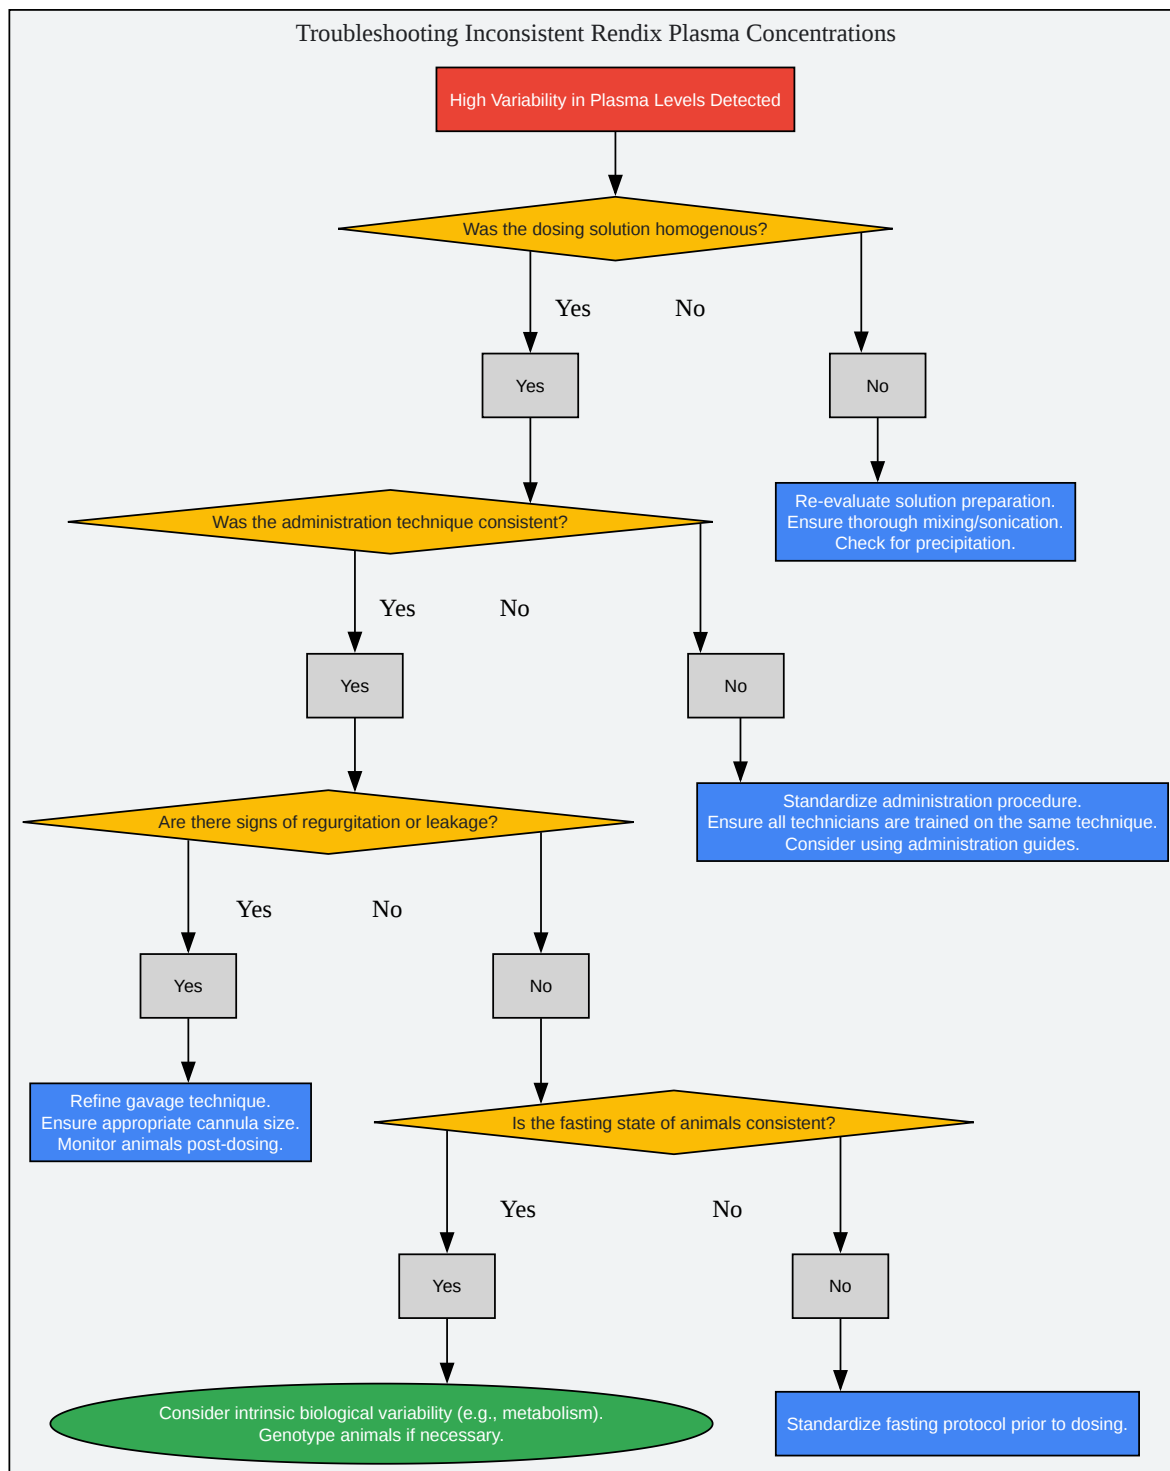 Troubleshooting Inconsistent Rendix Plasma Concentrations
High Variability in Plasma Levels Detected
Was the dosing solution homogenous?
Yes
No
Yes
No
Re-evaluate solution preparation.
Ensure thorough mixing/sonication.
Check for precipitation.
Was the administration technique consistent?
Yes
No
Yes
No
Standardize administration procedure.
Ensure all technicians are trained on the same technique.
Consider using administration guides.
Are there signs of regurgitation or leakage?
Yes
No
Yes
No
Refine gavage technique.
Ensure appropriate cannula size.
Monitor animals post-dosing.
Is the fasting state of animals consistent?
Yes
No
Yes
No
Consider intrinsic biological variability (e.g., metabolism).
Genotype animals if necessary.
Standardize fasting protocol prior to dosing.